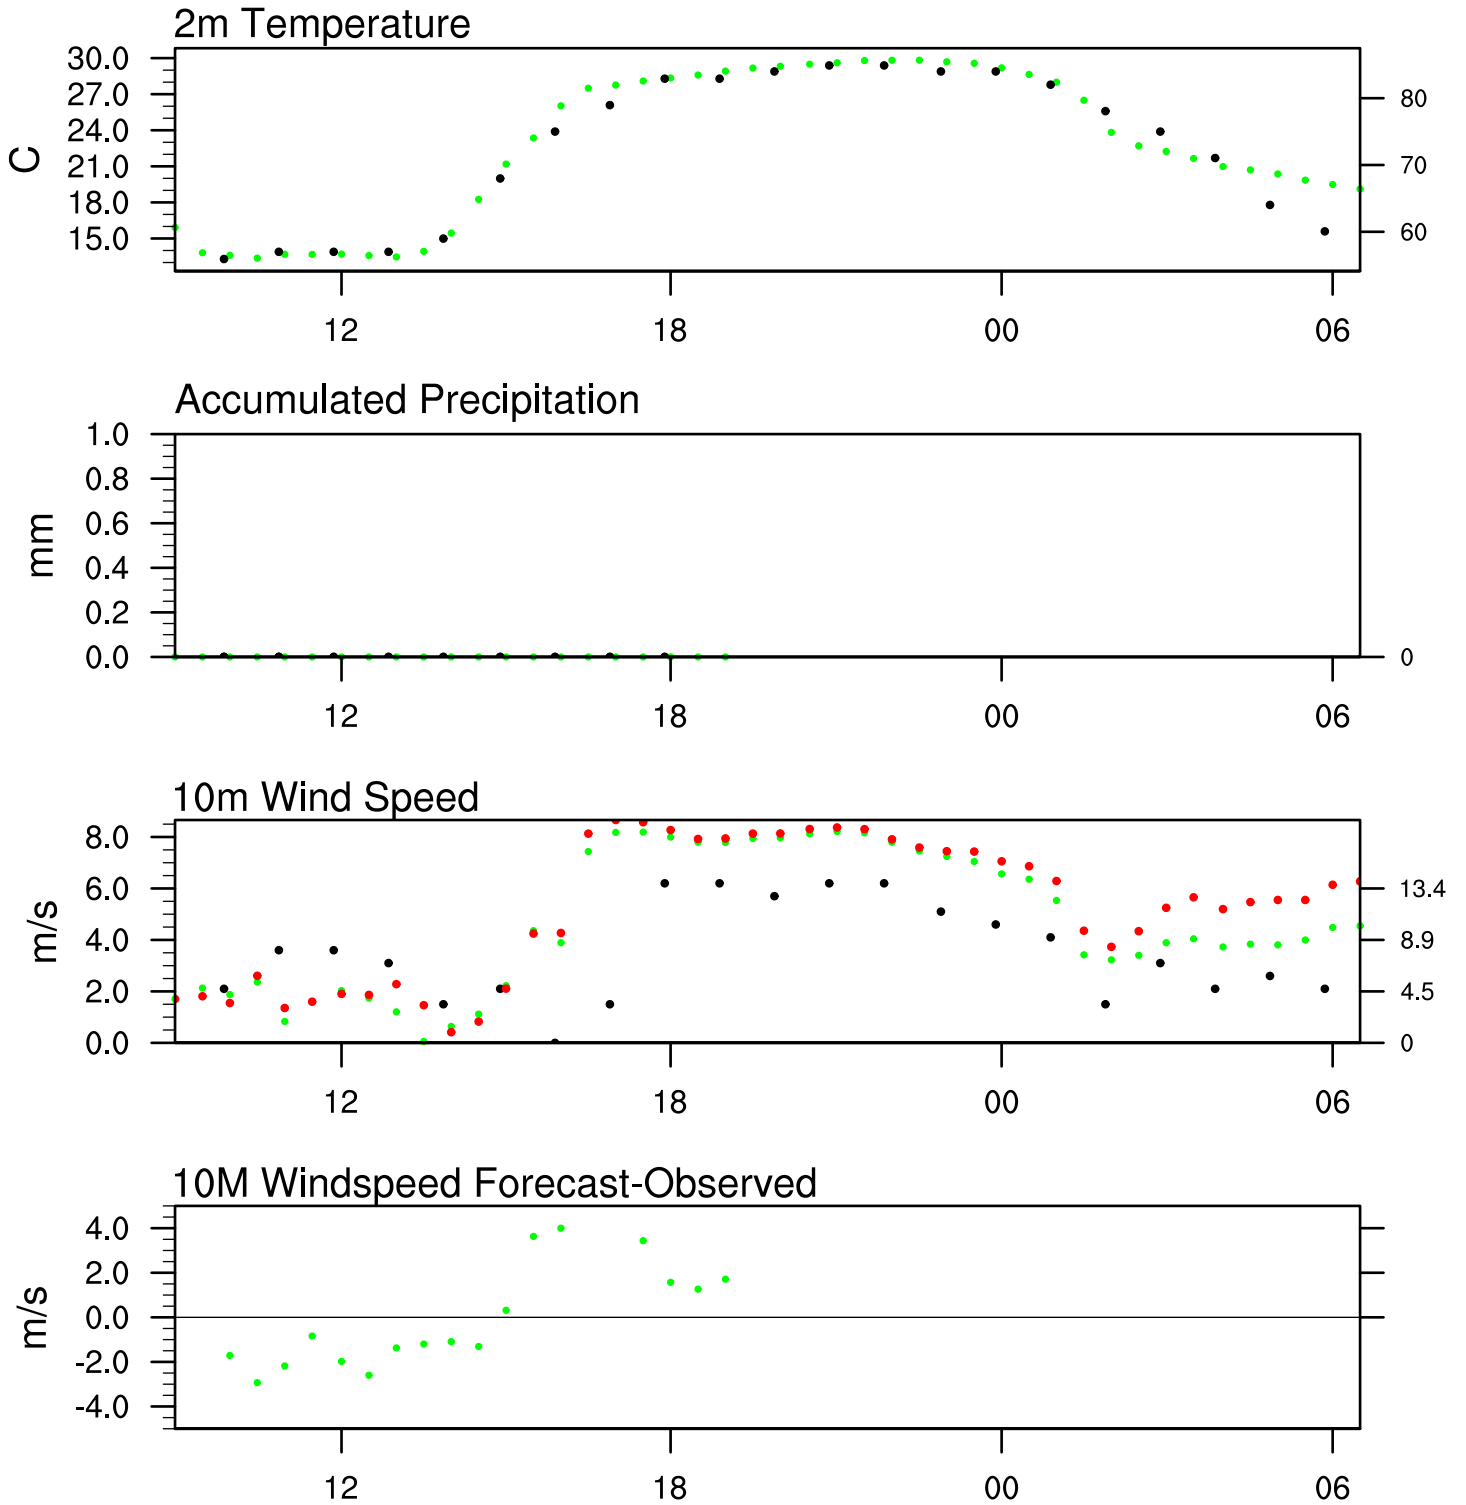 2m Temperature
30.0
27.0
24.0
21.0
18.0
15.0
C
80
70
60
12 18 00 06
Accumulated Precipitation
1.0
0.8
0.6
0.4
0.2
0.0
mm
0
12 18 00 06
10m Wind Speed
8.0
6.0
4.0
2.0
0.0
m/s
13.4
8.9
4.5
0
12 18 00 06
10M Windspeed Forecast-Observed
4.0
2.0
0.0
-2.0
-4.0
m/s
12 18 00 06